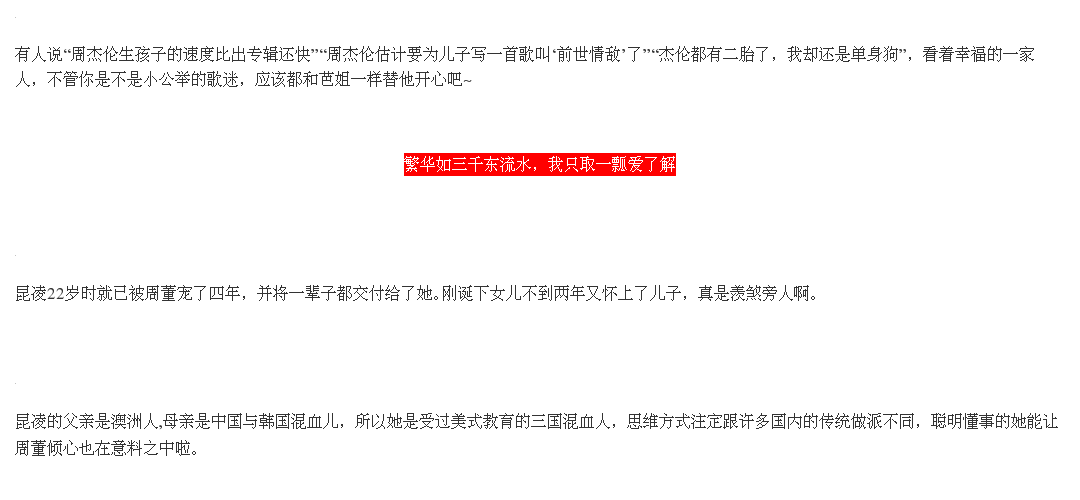 有人说“周杰伦生孩子的速度比出专辑还快”“周杰伦估计要为儿子写一首歌叫‘前世情敌’了”“杰伦都有二胎了，我却还是单身狗”，看着幸福的一家
人，不管你是不是小公举的歌迷，应该都和芭姐一样替他开心吧~
繁华如三千东流水，我只取一瓢爱了解
昆凌22岁时就已被周董宠了四年，并将一辈子都交付给了她。刚诞下女儿不到两年又怀上了儿子，真是羡煞旁人啊。
昆凌的父亲是澳洲人,母亲是中国与韩国混血儿，所以她是受过美式教育的三国混血人，思维方式注定跟许多国内的传统做派不同，聪明懂事的她能让
周董倾心也在意料之中啦。